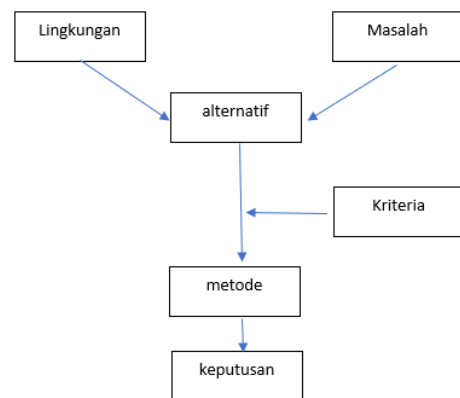 Lingkungan
Masalah
alternatif
Kriteria
metode
keputusan